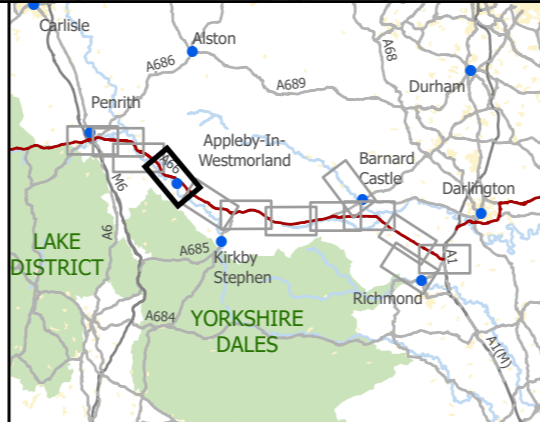 Carlisle
Alston
A68
A686
A689
Durham
Penrith
Appleby-In-
Westmorland
Barnard
Castle
Darlington
A66
M6
LAKE
DISTRICT
A6
A685
Kirkby
Stephen
A1
Richmond
A684
YORKSHIRE
DALES
A1(M)